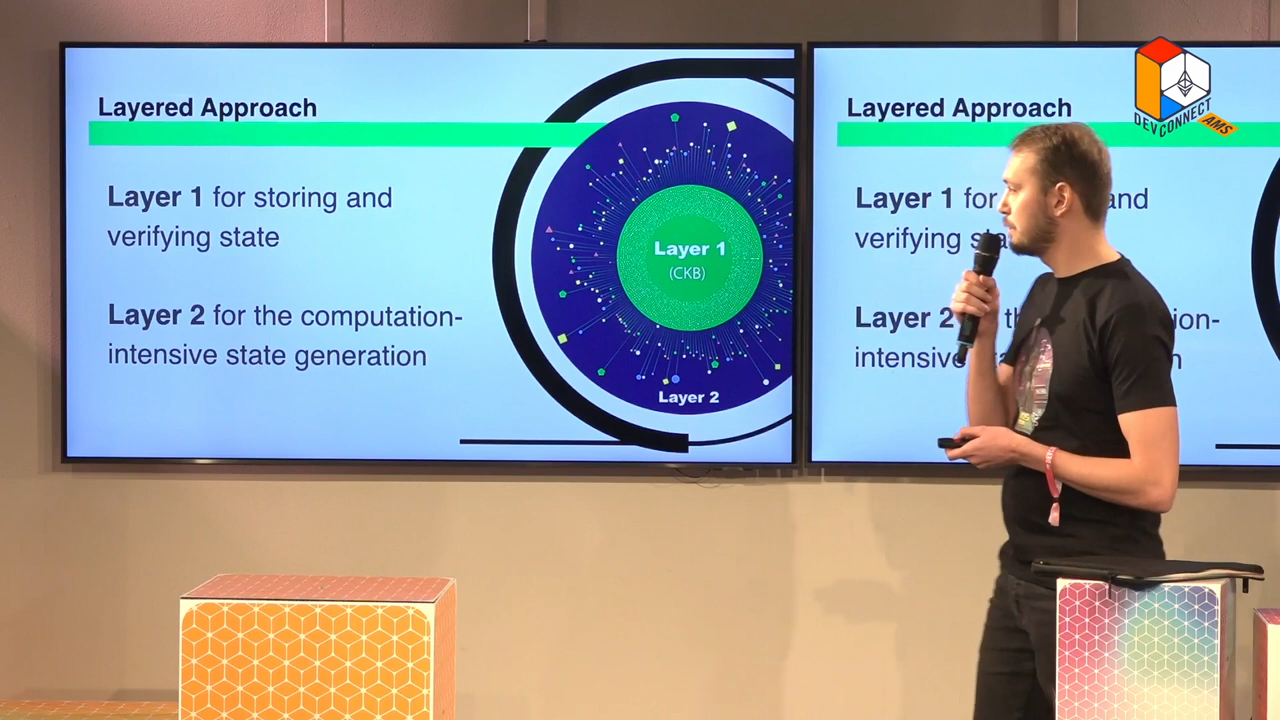 Layered Approach
Layer 1 for storing and
verifying state
Layer 2 for the computation-
intensive state generation
Layer 1
(CKB)
Layer 2
Layered Approach
Layer 1 for and
verifying
Layer 2
intensive
DEVCONNECT
AMS